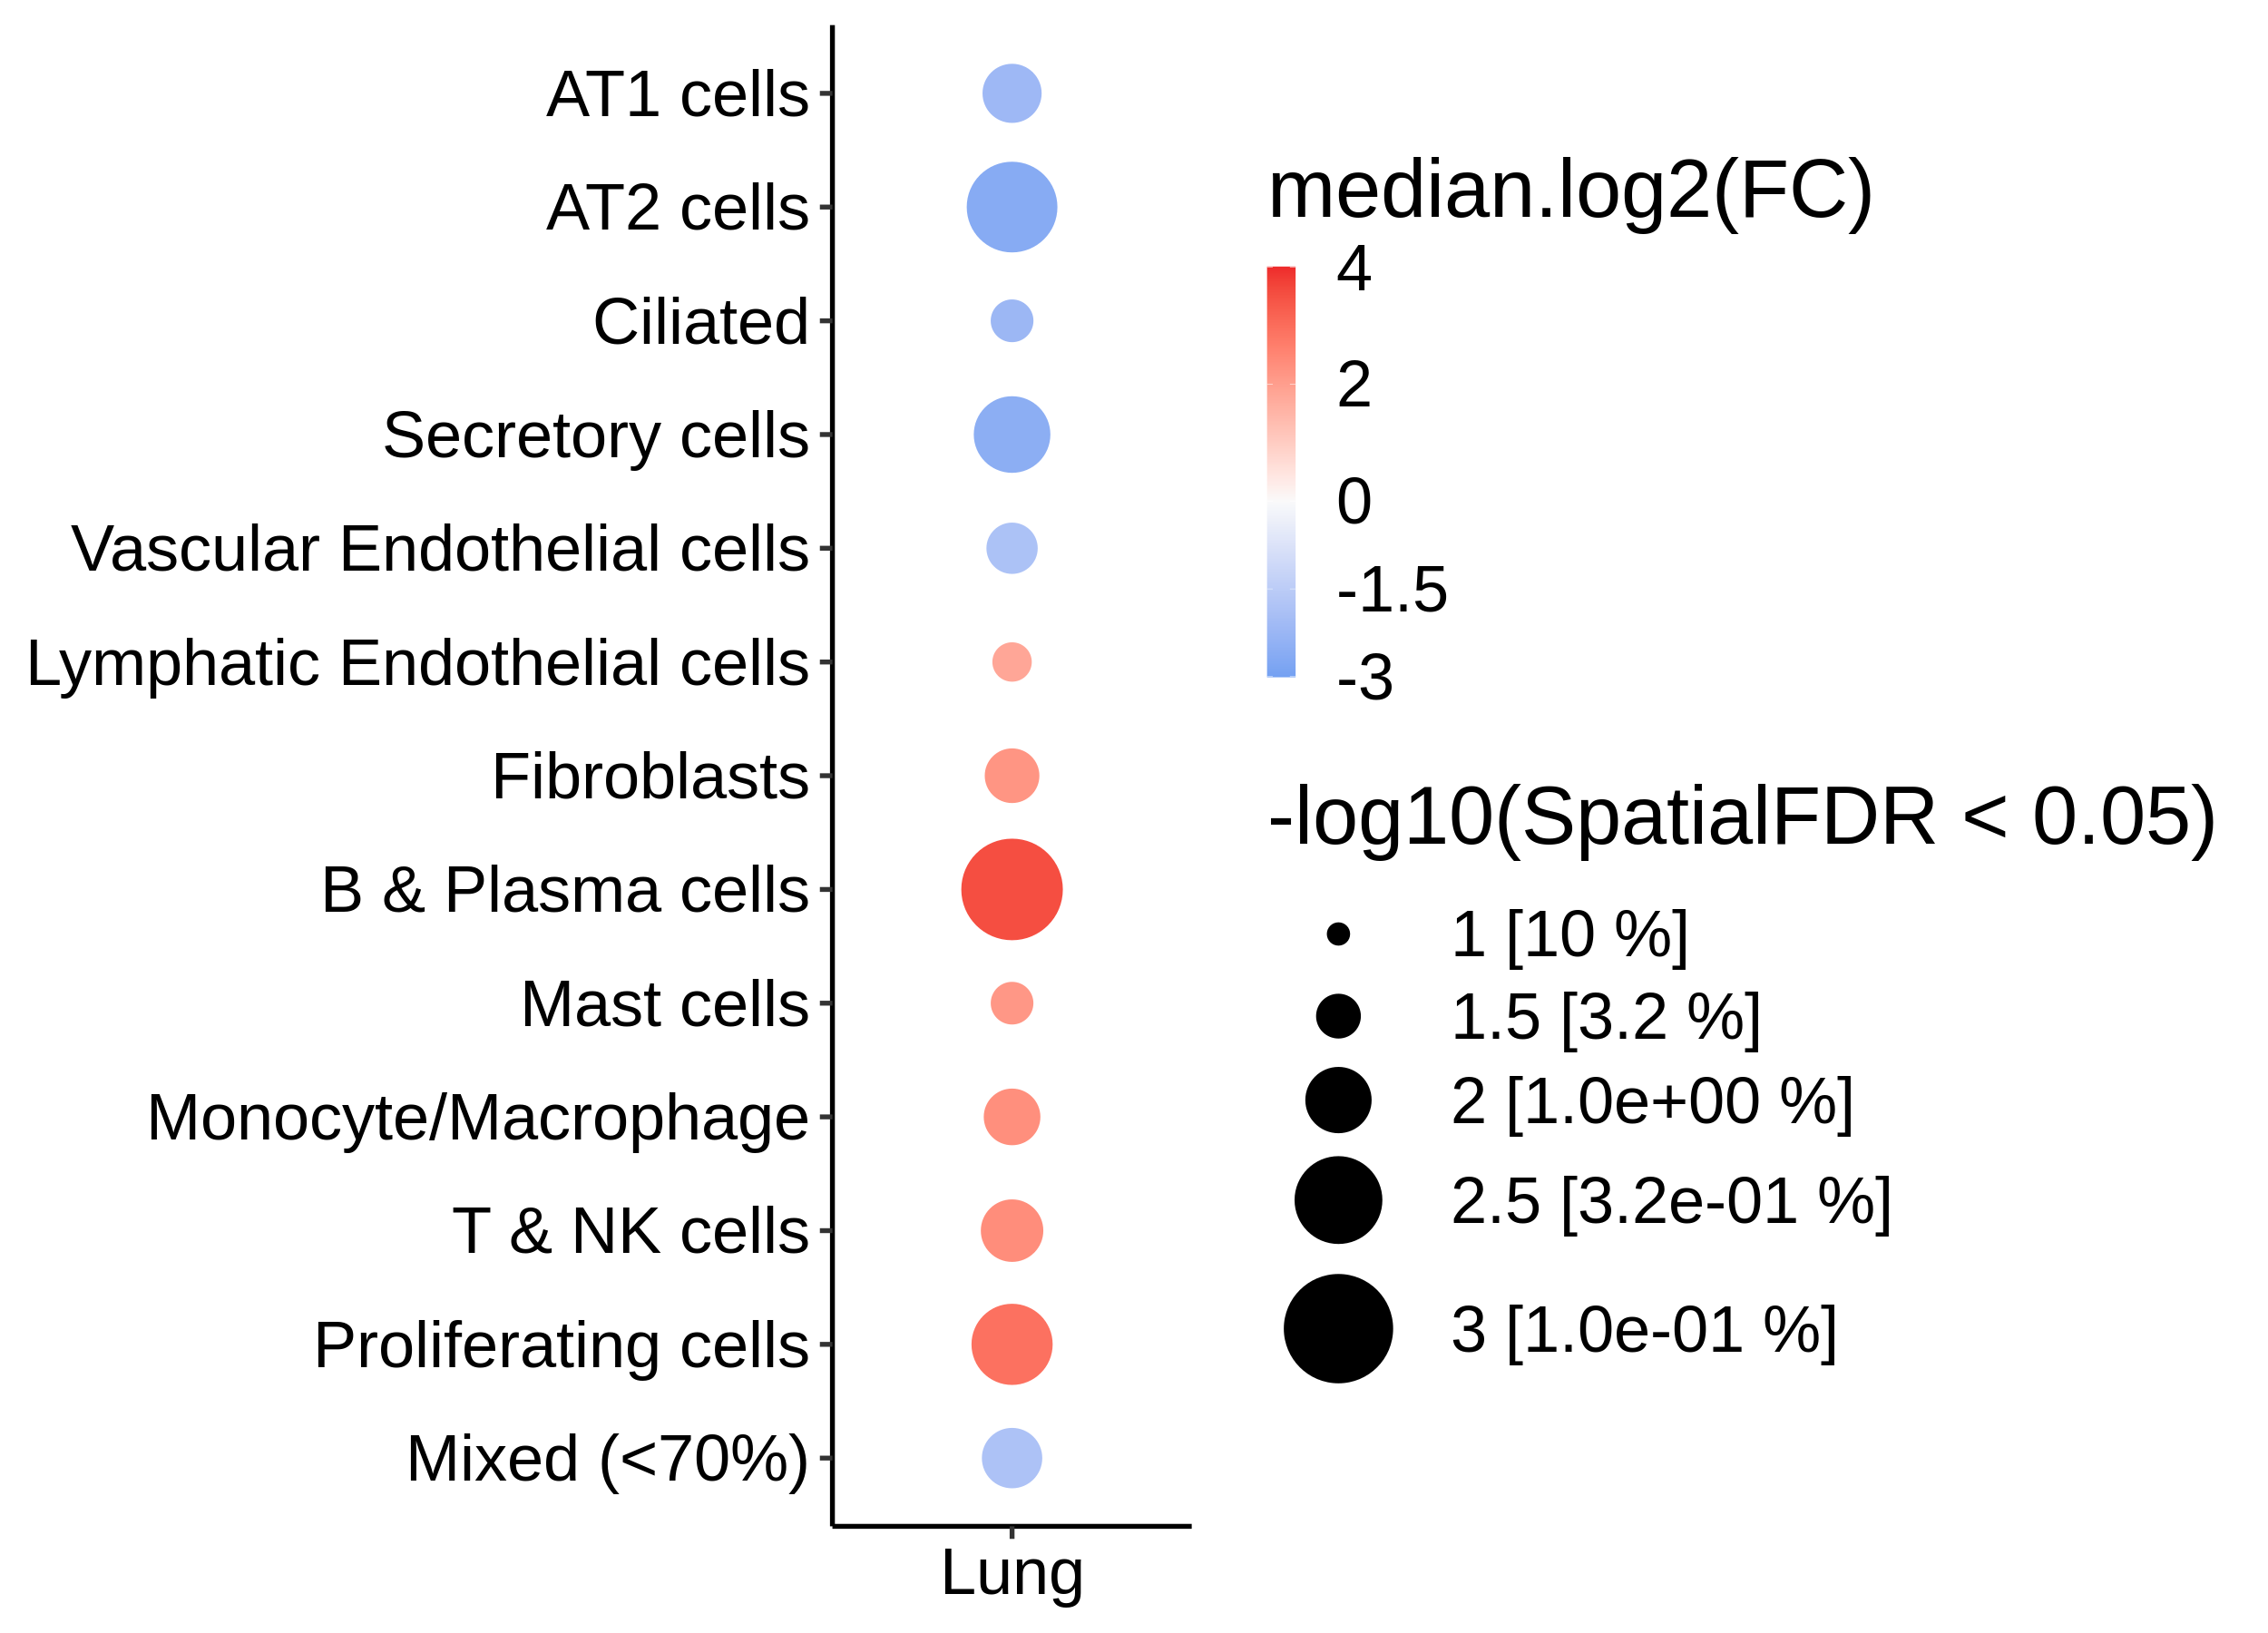 AT1 cells
AT2 cells
Ciliated
Secretory cells
Vascular Endothelial cells
Lymphatic Endothelial cells
Fibroblasts
B & Plasma cells
Mast cells
Monocyte/Macrophage
T & NK cells
Proliferating cells
Mixed (<70%)
Lung
median.log2(FC)
4
2
0
-1.5
-3
-log10(SpatialFDR < 0.05)
1 [10 %]
1.5 [3.2 %]
2 [1.0e+00 %]
2.5 [3.2e-01 %]
3 [1.0e-01 %]